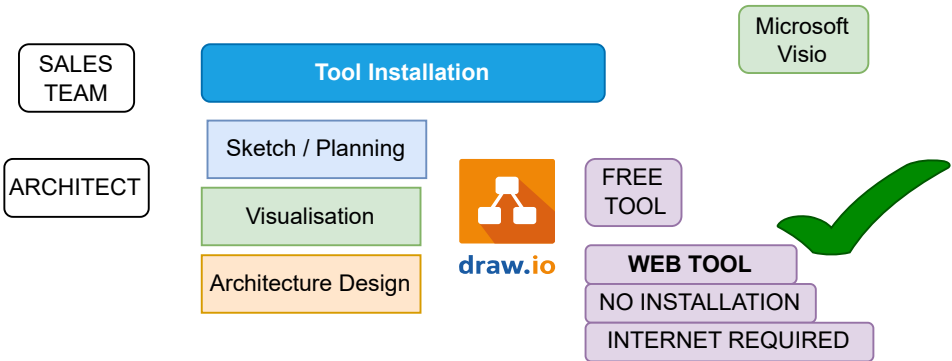 Microsoft
Visio
SALES
TEAM
Tool Installation
Sketch / Planning
ARCHITECT
FREE
TOOL
Visualisation
draw.io
WEB TOOL
Architecture Design
NO INSTALLATION
INTERNET REQUIRED